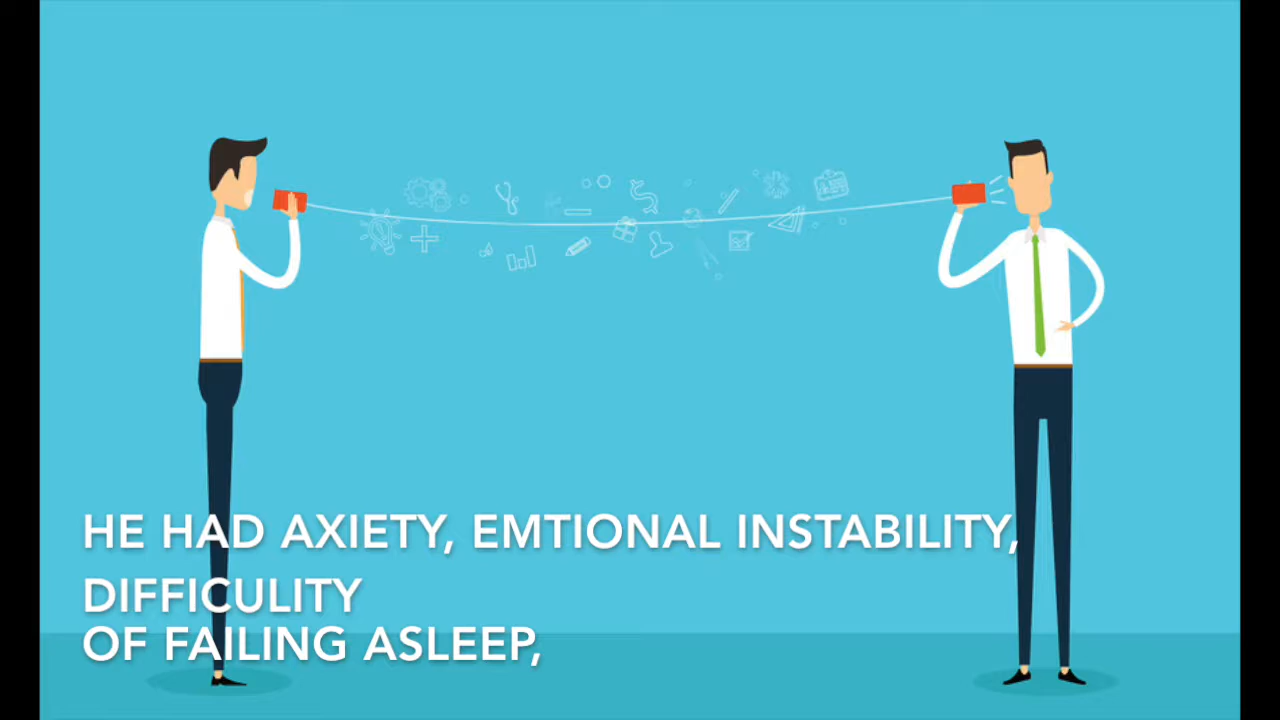 HE HAD AXIETY, EMTIONAL INSTABILITY,
DIFFICULITY
OF FAILING ASLEEP,